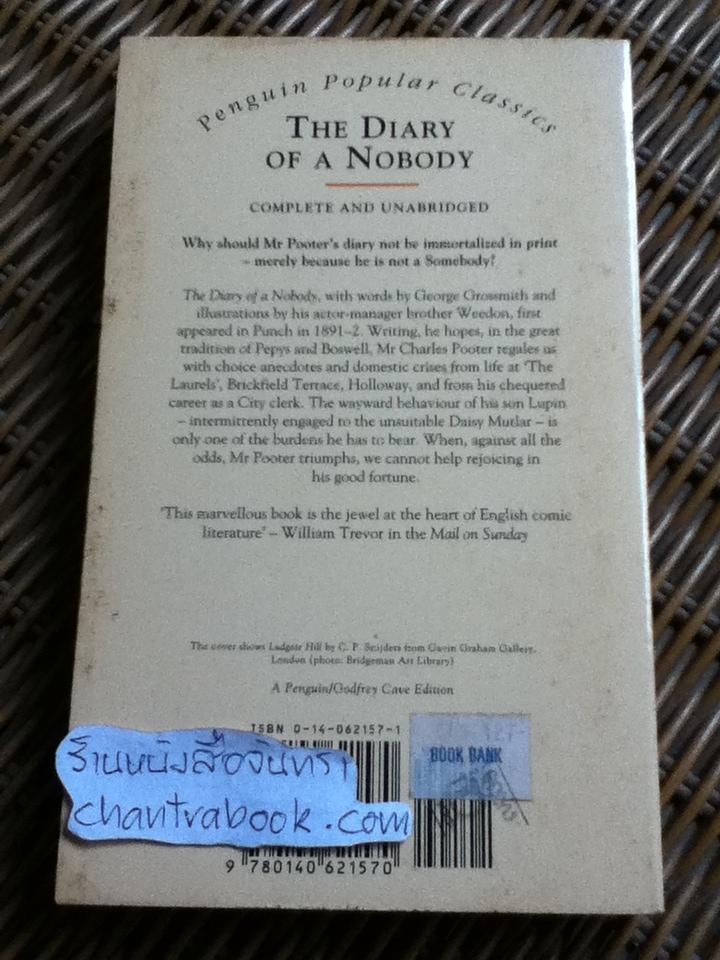 Penguin Popular Classics
THE DIARY
OF A NOBODY
COMPLETE AND UNABRIDGED
Why should Mr Pooter's diary not be immortalized in print
– merely because he is not a Somebody?
The Diary of a Nobody, with words by George Grossmith and
illustrations by his actor-manager brother Weedon, first
appeared in Punch in 1891–2. Writing, he hopes, in the great
tradition of Pepys and Boswell, Mr Charles Pooter regales us
with choice anecdotes and domestic crises from life at 'The
Laurels', Brickfield Terrace, Holloway, and from his chequered
career as a City clerk. The wayward behaviour of his son Lupin
– intermittently engaged to the unsuitable Daisy Mutlar – is
only one of the burdens he has to bear. When, against all the
odds, Mr Pooter triumphs, we cannot help rejoicing in
his good fortune.
'This marvellous book is the jewel at the heart of English comic
literature' – William Trevor in the Mail on Sunday
The cover shows Ludgate Hill by C. P. Snijders from Gavin Graham Gallery,
London (photo: Bridgeman Art Library)
A Penguin/Godfrey Cave Edition
ISBN 0-14-062157-1
BOOK BANK
ร้านหนังสือจันทรา
chantrabook.com
9 780140 621570